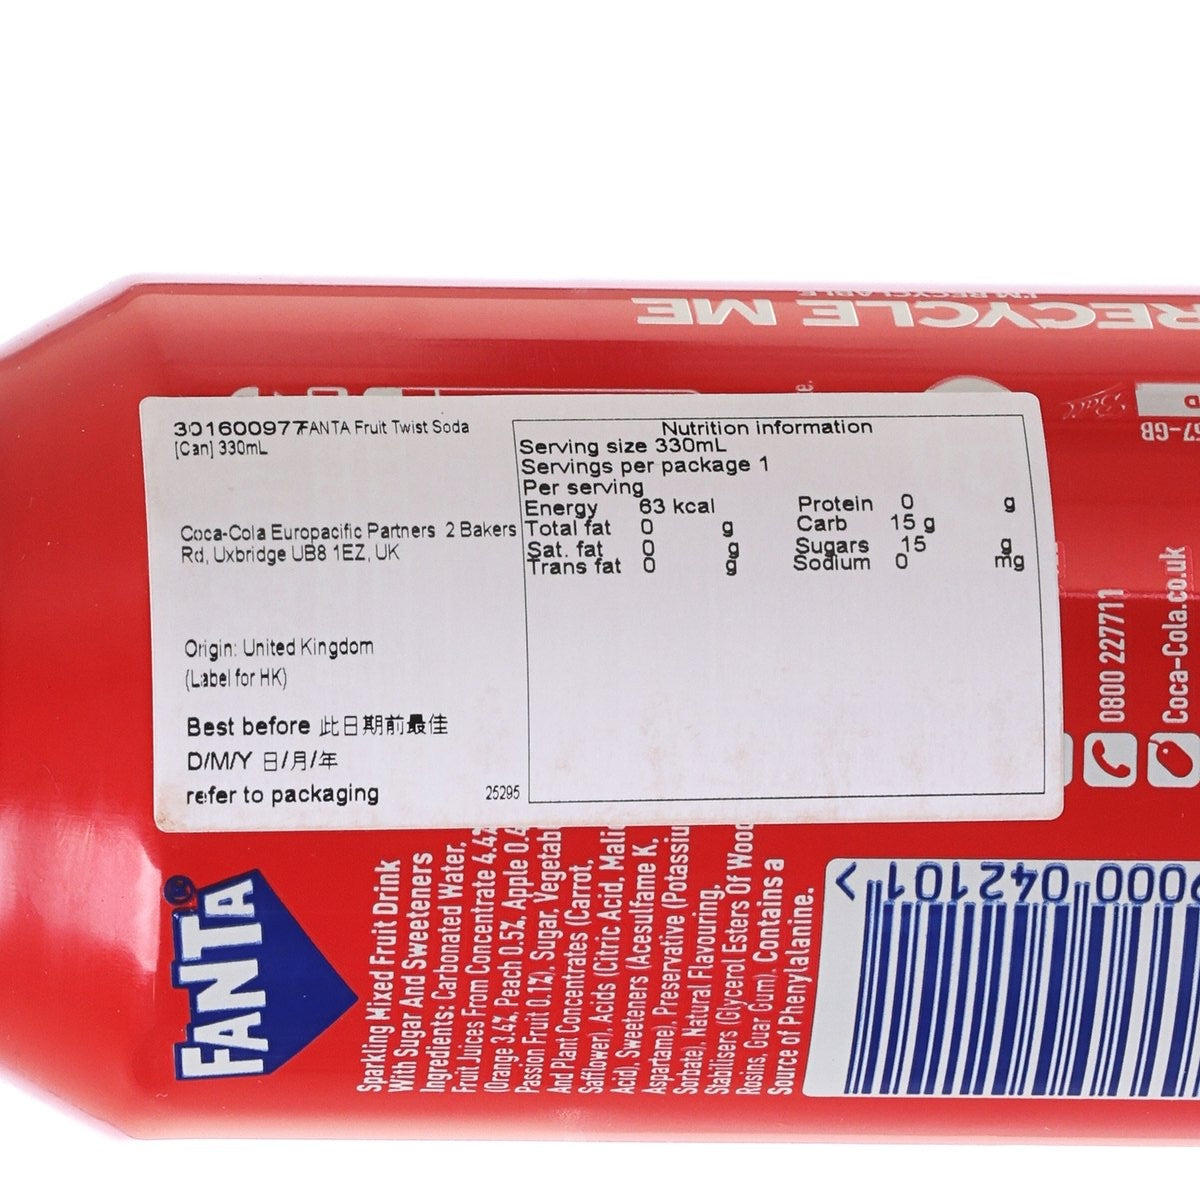 RECYCLE ME
I'M RECYCLABLE
301600977FANTA Fruit Twist Soda
[Can] 330mL
Coca-Cola Europacific Partners 2 Bakers
Rd, Uxbridge UB8 1EZ, UK
Origin: United Kingdom
(Label for HK)
Best before 此日期前最佳
D/M/Y 日/月/年
refer to packaging
25295
Nutrition information
Serving size 330mL
Servings per package 1
Per serving
Energy 63 kcal Protein 0 g
Total fat 0 g Carb 15 g
Sat. fat 0 g Sugars 15 g
Trans fat 0 g Sodium 0 mg
0800 227711
Coca-Cola.co.uk
Ball
67-GB
FANTA®
Sparkling Mixed Fruit Drink
With Sugar And Sweeteners
Ingredients: Carbonated Water,
Fruit Juices From Concentrate 4.4%
(Orange 3.4%, Peach 0.5%, Apple 0.4
Passion Fruit 0.1%), Sugar, Vegetab
And Plant Concentrates (Carrot,
Safflower), Acids (Citric Acid, Mali
Acid), Sweeteners (Acesulfame K,
Aspartame), Preservative (Potassiu
Sorbate), Natural Flavouring,
Stabilisers (Glycerol Esters Of Wood
Rosins, Guar Gum). Contains a
Source of Phenylalanine.
000 042101 >